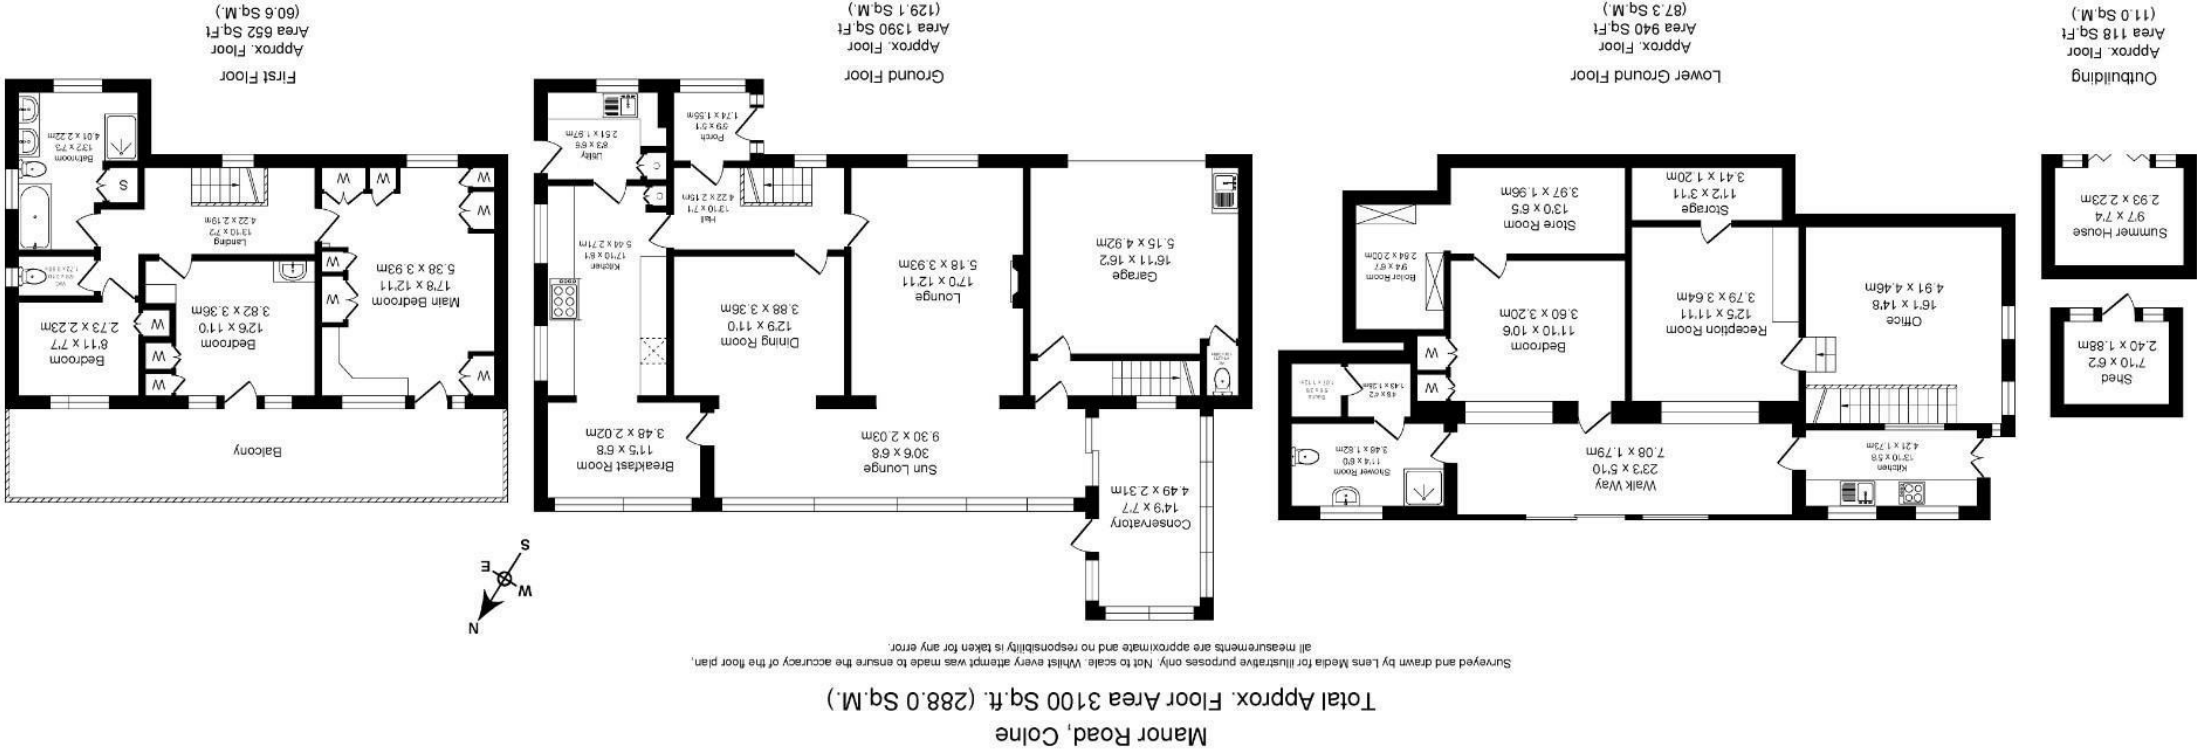 Manor Road, Colne
Total Approx. Floor Area 3100 Sq.ft. (288.0 Sq.M.)
Surveyed and drawn by Lens Media for illustrative purposes only. Not to scale. Whilst every attempt was made to ensure the accuracy of the floor plan,
all measurements are approximate and no responsibility is taken for any error.
N
W
E
S
Shed
7'10 x 6'2
2.40 x 1.88m
Summer House
9'7 x 7'4
2.93 x 2.23m
Outbuilding
Approx. Floor
Area 118 Sq.Ft
(11.0 Sq.M.)
Kitchen
13'10 x 5'8
4.21 x 1.73m
Walk Way
23'3 x 5'10
7.08 x 1.79m
Shower Room
11'4 x 6'0
3.46 x 1.82m
Office
16'1 x 14'8
4.91 x 4.46m
Reception Room
12'5 x 11'11
3.79 x 3.64m
Bedroom
11'10 x 10'6
3.60 x 3.20m
W
W
4'8 x 4'2
1.43 x 1.28m
Sauna
Boiler Room
9'4 x 6'7
2.84 x 2.00m
Storage
11'2 x 3'11
3.41 x 1.20m
Store Room
13'0 x 6'5
3.97 x 1.96m
Lower Ground Floor
Approx. Floor
Area 940 Sq.Ft
(87.3 Sq.M.)
Conservatory
14'9 x 7'7
4.49 x 2.31m
Sun Lounge
30'6 x 6'8
9.30 x 2.03m
Breakfast Room
11'5 x 6'8
3.48 x 2.02m
Garage
16'11 x 16'2
5.15 x 4.92m
Lounge
17'0 x 12'11
5.18 x 3.93m
Dining Room
12'9 x 11'0
3.88 x 3.36m
Kitchen
17'10 x 8'1
5.44 x 2.71m
Hall
13'10 x 7'1
4.22 x 2.15m
C
C
Porch
5'9 x 5'1
1.74 x 1.55m
Utility
8'3 x 6'6
2.51 x 1.97m
Ground Floor
Approx. Floor
Area 1390 Sq.Ft
(129.1 Sq.M.)
Balcony
Main Bedroom
17'8 x 12'11
5.38 x 3.93m
W
W
W
W
W
W
W
Bedroom
12'6 x 11'0
3.82 x 3.36m
W
W
W
Bedroom
8'11 x 7'7
2.73 x 2.23m
WC
Landing
13'10 x 7'2
4.22 x 2.19m
S
Bathroom
13'2 x 7'3
4.01 x 2.22m
First Floor
Approx. Floor
Area 652 Sq.Ft
(60.6 Sq.M.)